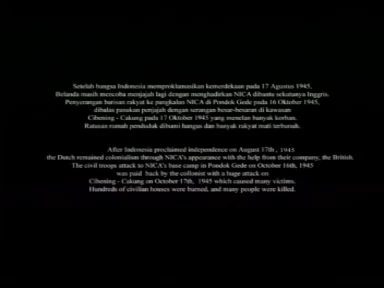 Setelah bangsa Indonesia memproklamasikan kemerdekaan pada 17 Agustus 1945,
Belanda masih mencoba menjajah lagi dengan menghadirkan NICA dibantu sekutunya Inggris.
Penyerangan barisan rakyat ke pangkalan NICA di Pondok Gede pada 16 Oktober 1945,
dibalas pasukan penjajah dengan serangan besar-besaran di kawasan
Cibening - Cakung pada 17 Oktober 1945 yang menelan banyak korban.
Ratusan rumah penduduk dibumi hangus dan banyak rakyat mati terbunuh.
After Indonesia proclaimed independence on August 17th , 1945
the Dutch remained colonialism through NICA's appearance with the help from their company, the British.
The civil troops attack to NICA's base camp in Pondok Gede on October 16th, 1945
was paid back by the collonist with a huge attack on
Cibening - Cakung on October 17th, 1945 which caused many victims.
Hundreds of civilian houses were burned, and many people were killed.